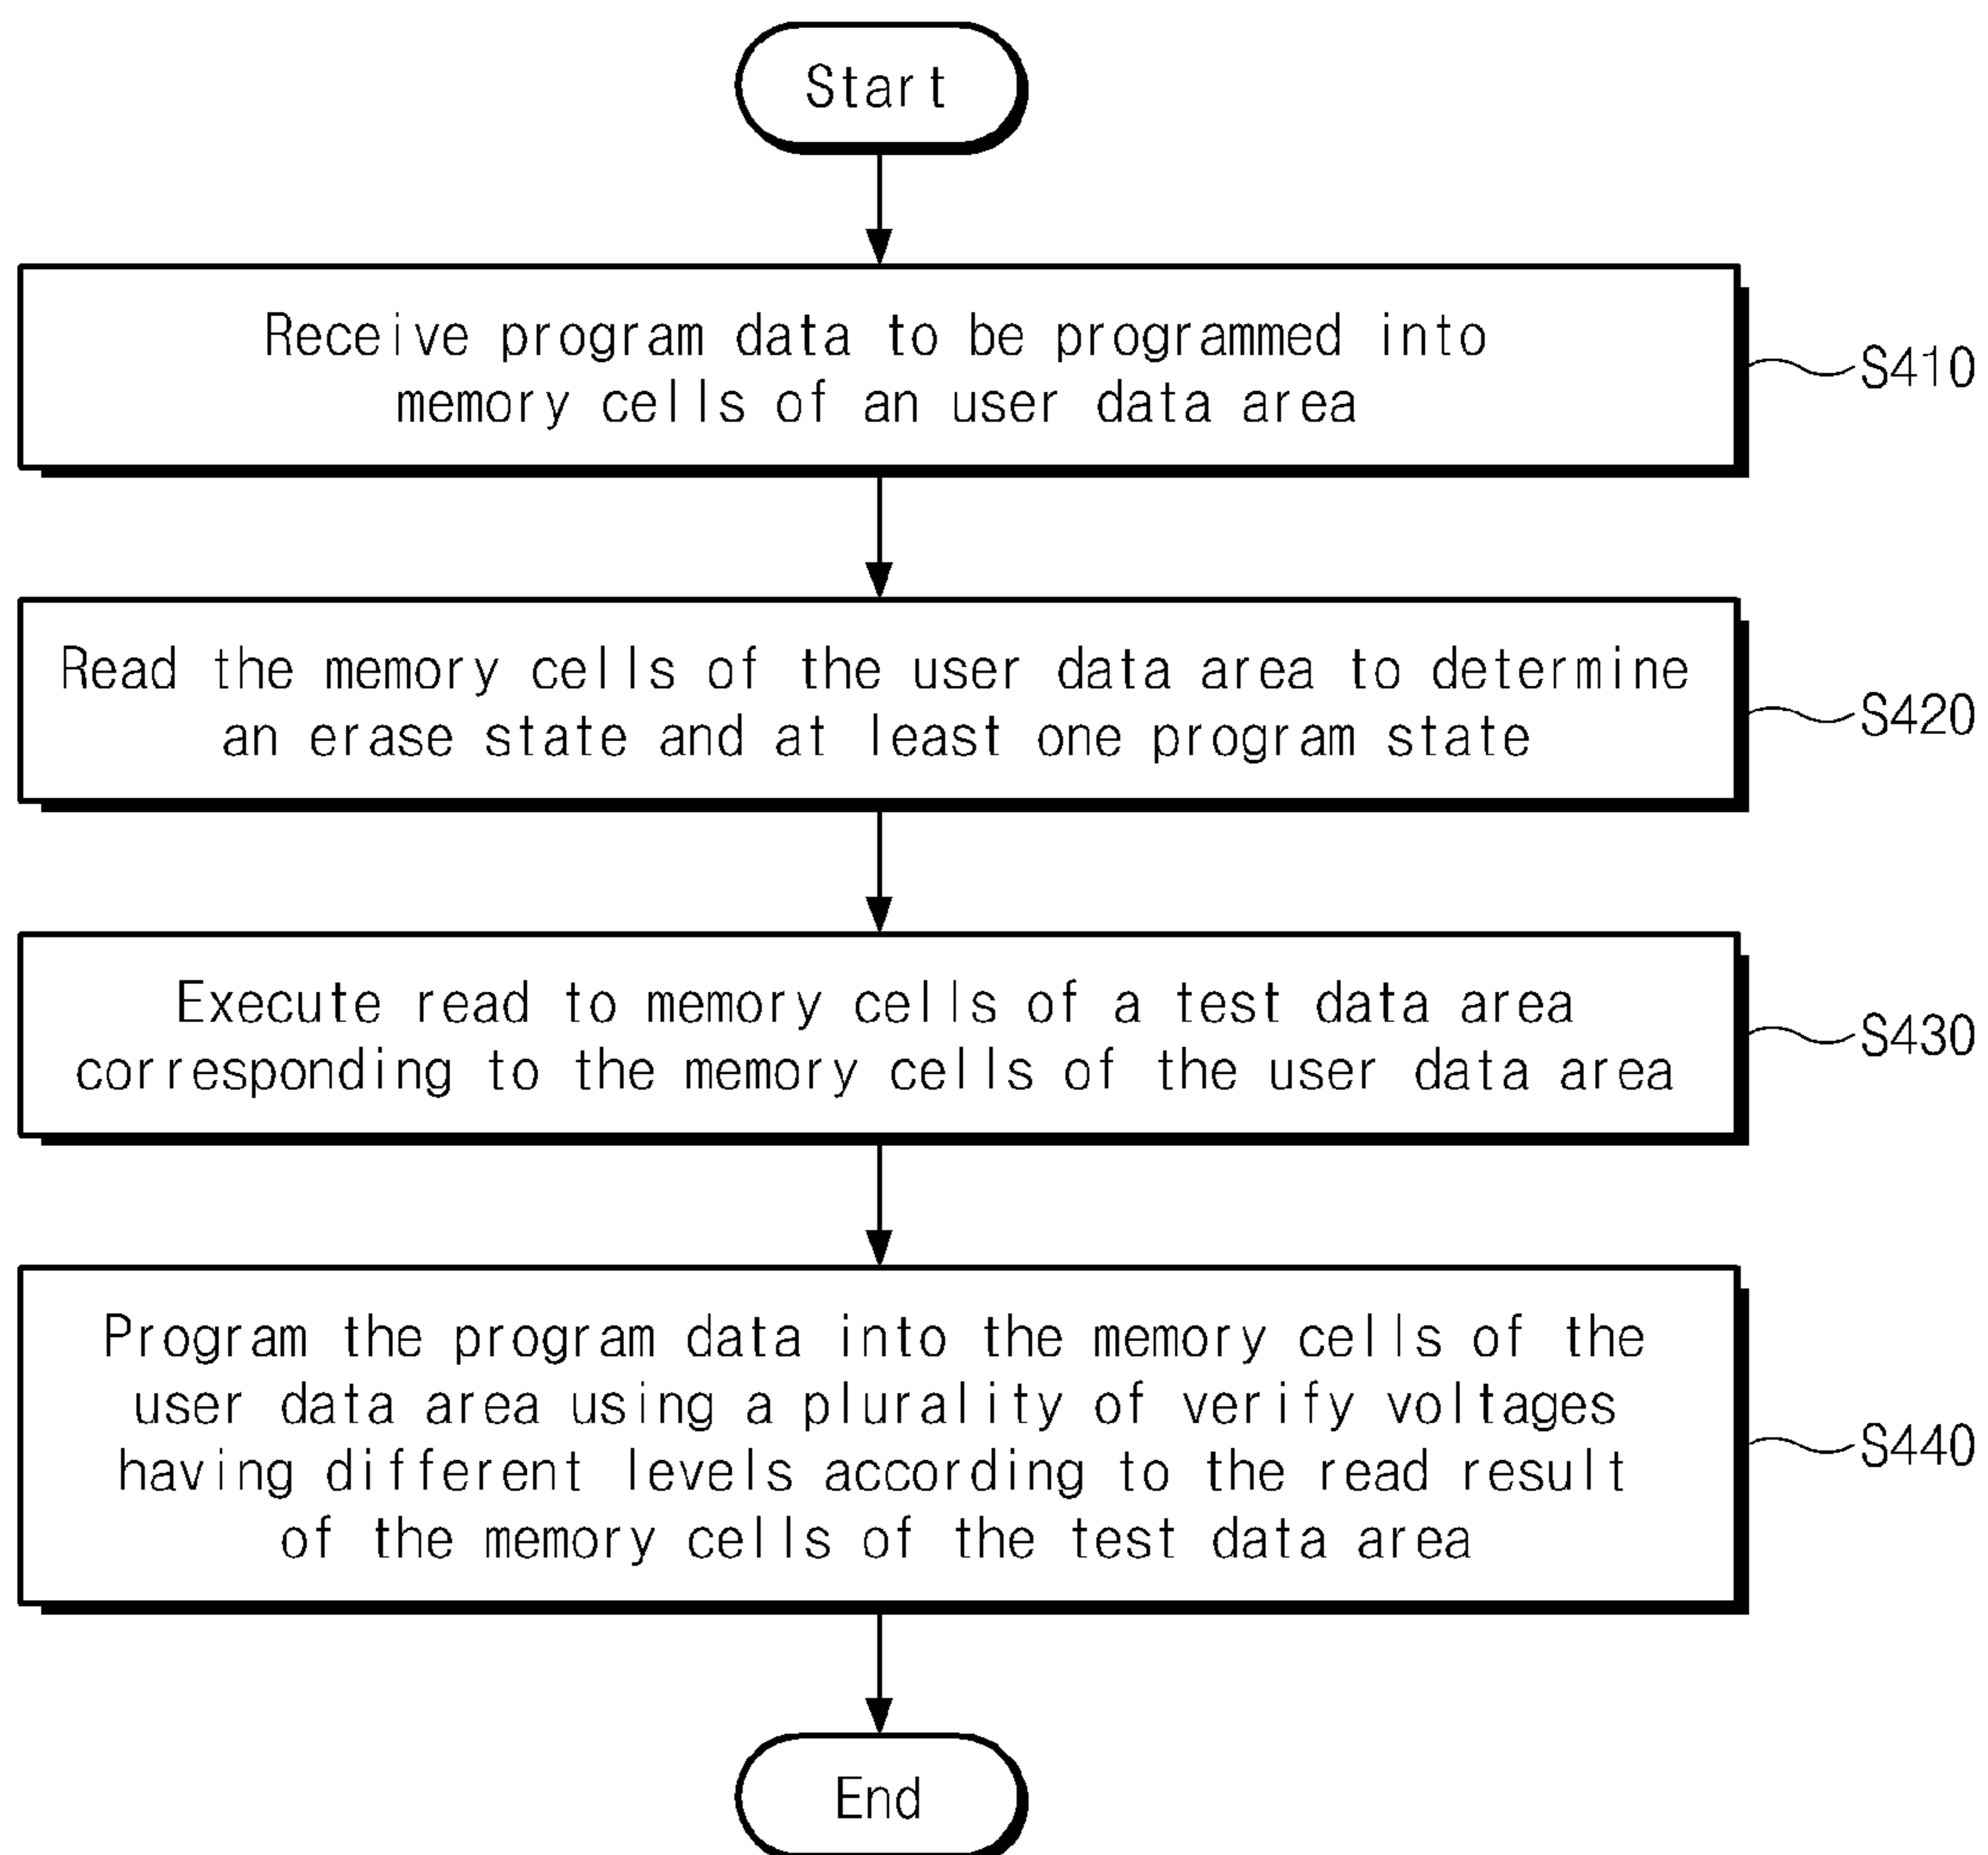 Start
Receive program data to be programmed into
memory cells of an user data area
S410
Read the memory cells of the user data area to determine
an erase state and at least one program state
S420
Execute read to memory cells of a test data area
corresponding to the memory cells of the user data area
S430
Program the program data into the memory cells of the
user data area using a plurality of verify voltages
having different levels according to the read result
of the memory cells of the test data area
S440
End